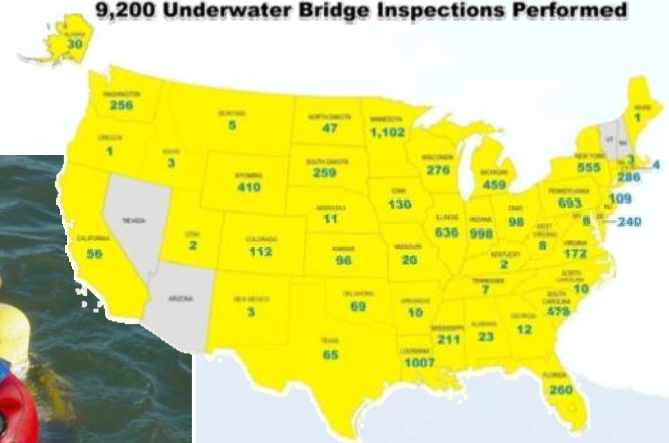 9,200 Underwater Bridge Inspections Performed
ALASKA
30
WASHINGTON
256
MONTANA
5
NORTH DAKOTA
47
MINNESOTA
1,102
MAINE
1
OREGON
1
IDAHO
3
WYOMING
410
SOUTH DAKOTA
259
WISCONSIN
276
MICHIGAN
459
NEW YORK
555
VT
NH
3
4
286
109
NEVADA
UTAH
2
COLORADO
112
NEBRASKA
11
IOWA
130
ILLINOIS
636
INDIANA
998
OHIO
98
PENNSYLVANIA
693
NJ
8
240
CALIFORNIA
56
KANSAS
96
MISSOURI
20
KENTUCKY
2
WEST VIRGINIA
8
VIRGINIA
172
ARIZONA
NEW MEXICO
3
OKLAHOMA
69
ARKANSAS
10
TENNESSEE
7
NORTH CAROLINA
10
SOUTH CAROLINA
478
TEXAS
65
LOUISIANA
1007
MISSISSIPPI
211
ALABAMA
23
GEORGIA
12
FLORIDA
260